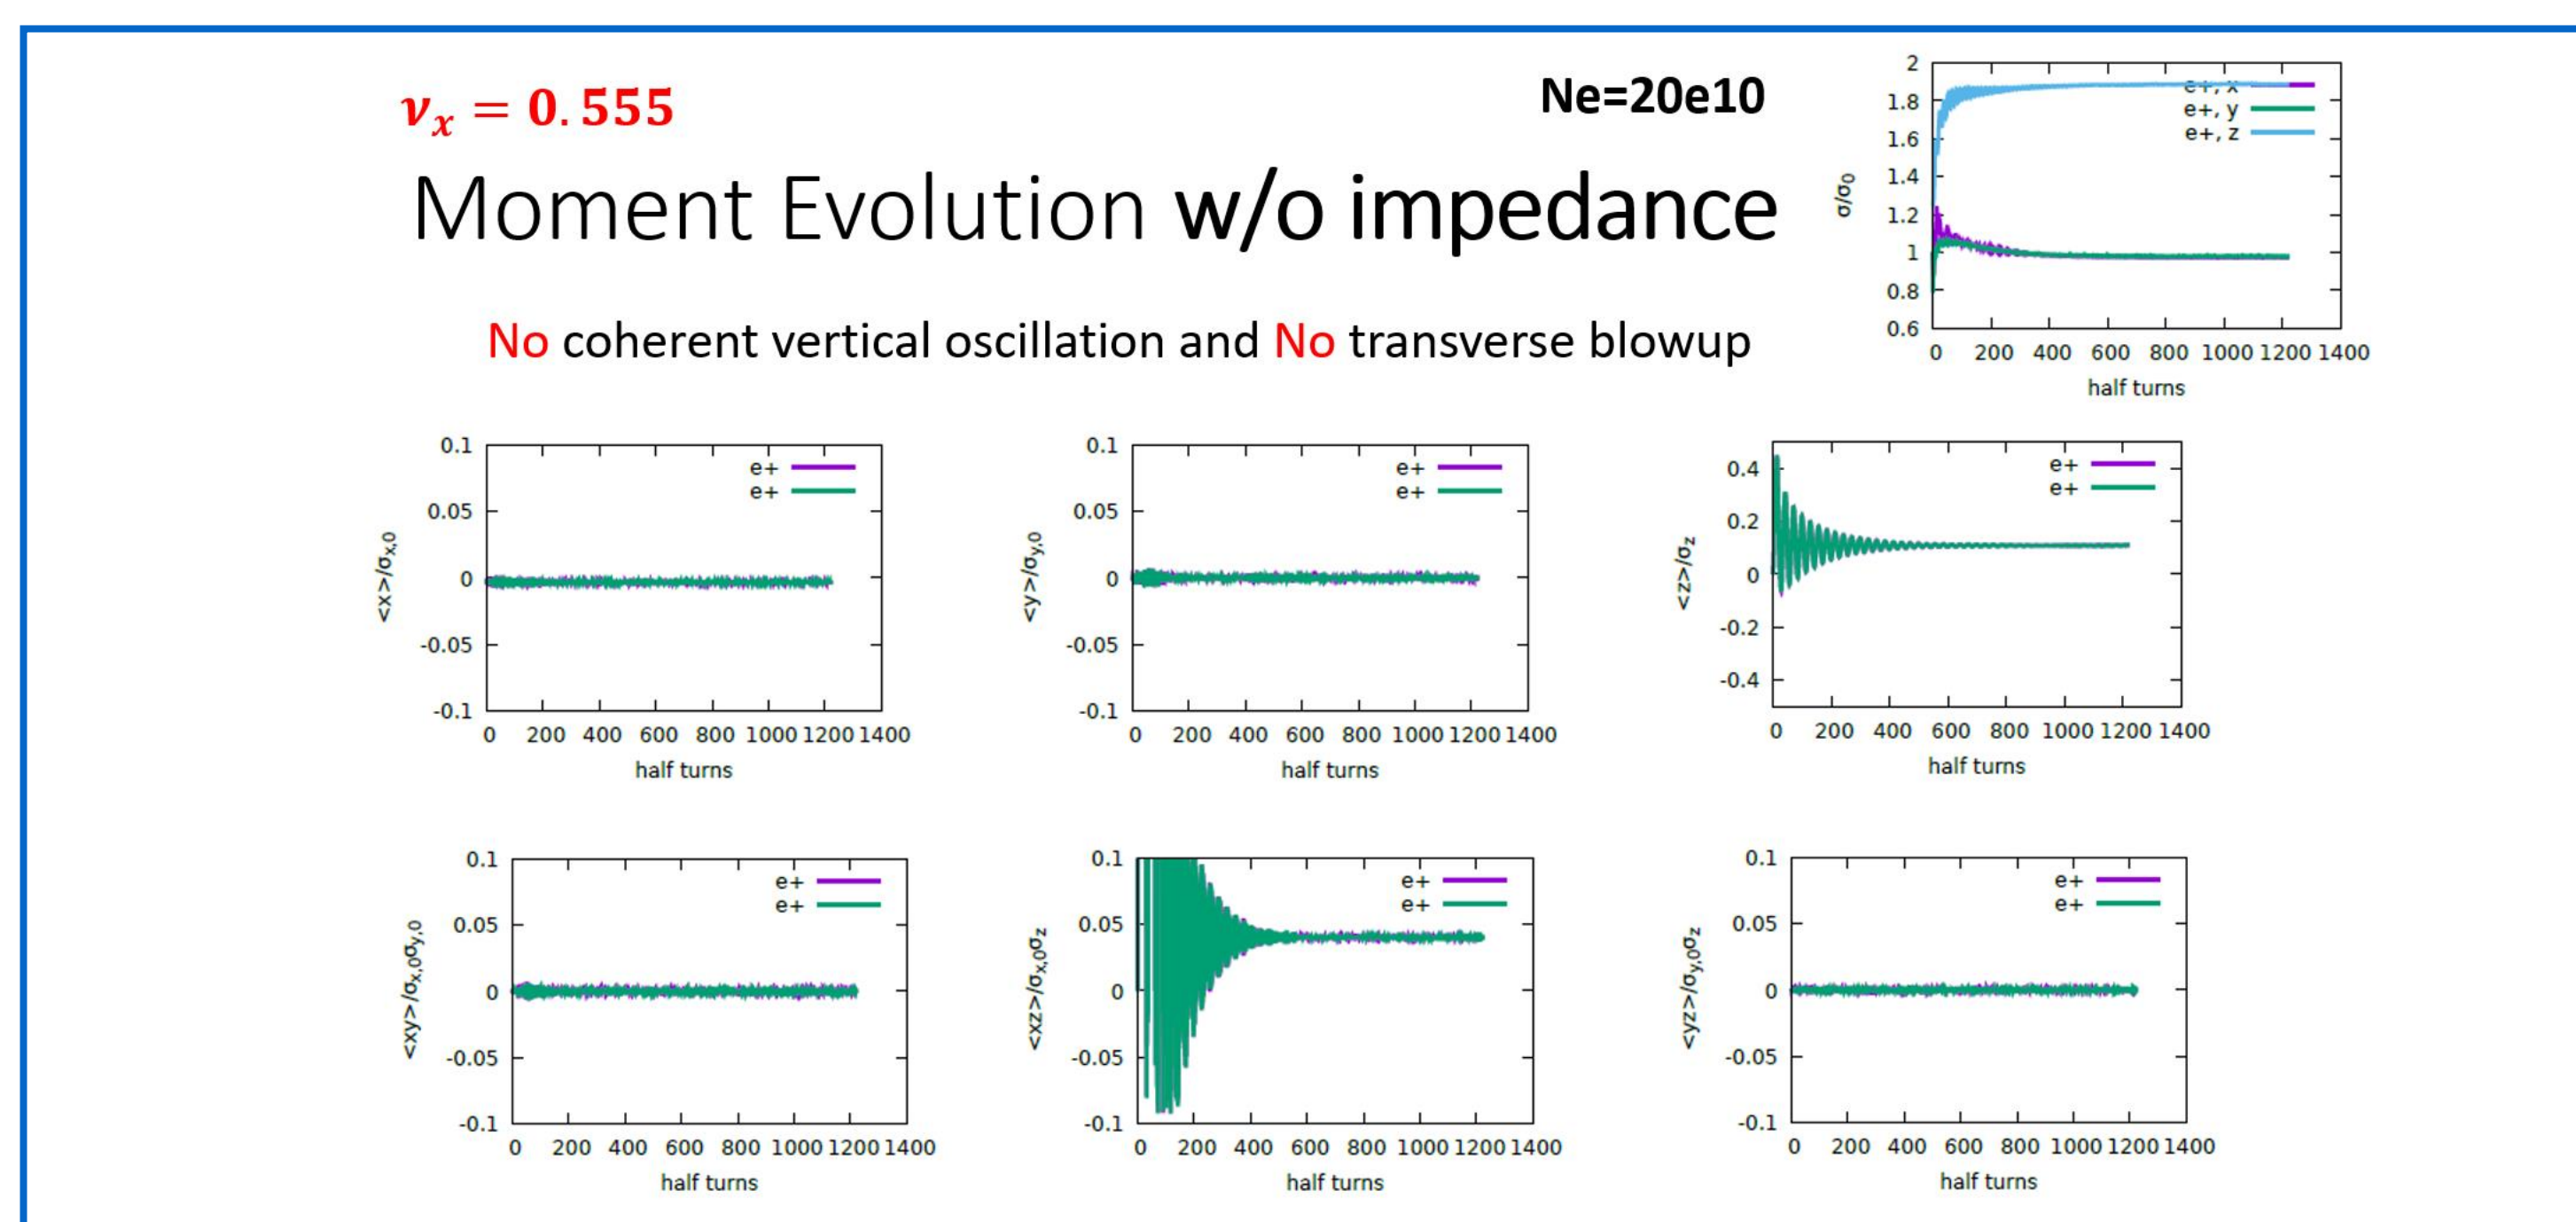 ν_x = 0.555
Ne=20e10
Moment Evolution w/o impedance
No coherent vertical oscillation and No transverse blowup
σ/σ0
2
1.8
1.6
1.4
1.2
1
0.8
0.6
e+, x
e+, y
e+, z
0 200 400 600 800 1000 1200 1400
half turns
<x>/σx,0
0.1
0.05
0
-0.05
-0.1
e+
e+
0 200 400 600 800 1000 1200 1400
half turns
<y>/σy,0
0.1
0.05
0
-0.05
-0.1
e+
e+
0 200 400 600 800 1000 1200 1400
half turns
<z>/σz
0.4
0.2
0
-0.2
-0.4
e+
e+
0 200 400 600 800 1000 1200 1400
half turns
<xy>/σx,0σy,0
0.1
0.05
0
-0.05
-0.1
e+
e+
0 200 400 600 800 1000 1200 1400
half turns
<xz>/σx,0σz
0.1
0.05
0
-0.05
-0.1
e+
e+
0 200 400 600 800 1000 1200 1400
half turns
<yz>/σy,0σz
0.1
0.05
0
-0.05
-0.1
e+
e+
0 200 400 600 800 1000 1200 1400
half turns